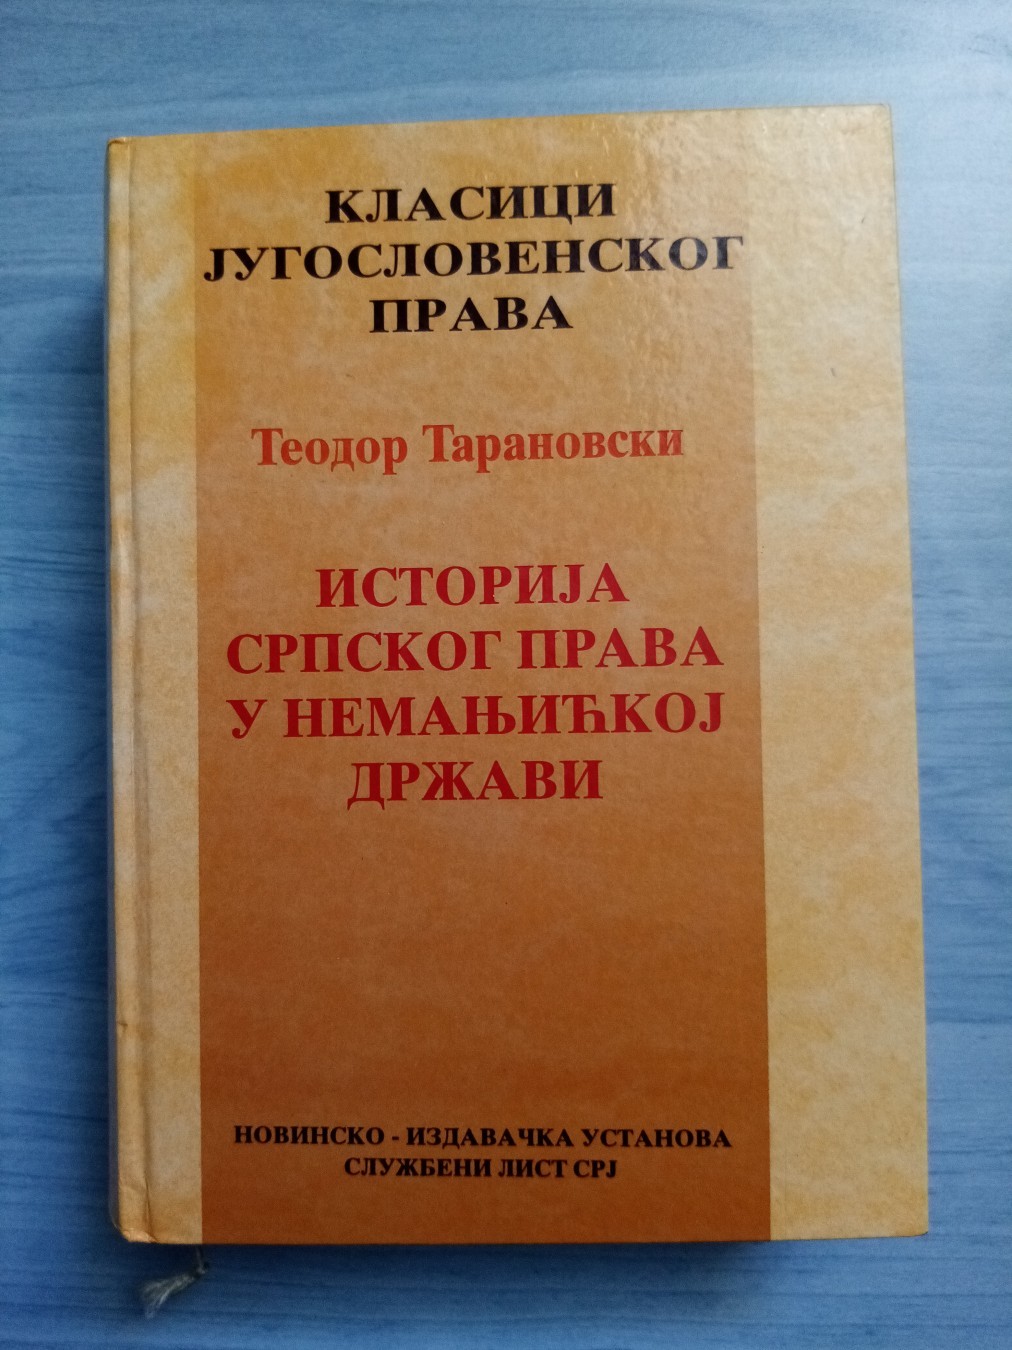 КЛАСИЦИ
ЈУГОСЛОВЕНСКОГ
ПРАВА
Теодор Тарановски
ИСТОРИЈА
СРПСКОГ ПРАВА
У НЕМАЊИЋКОЈ
ДРЖАВИ
НОВИНСКО - ИЗДАВАЧКА УСТАНОВА
СЛУЖБЕНИ ЛИСТ СРЈ